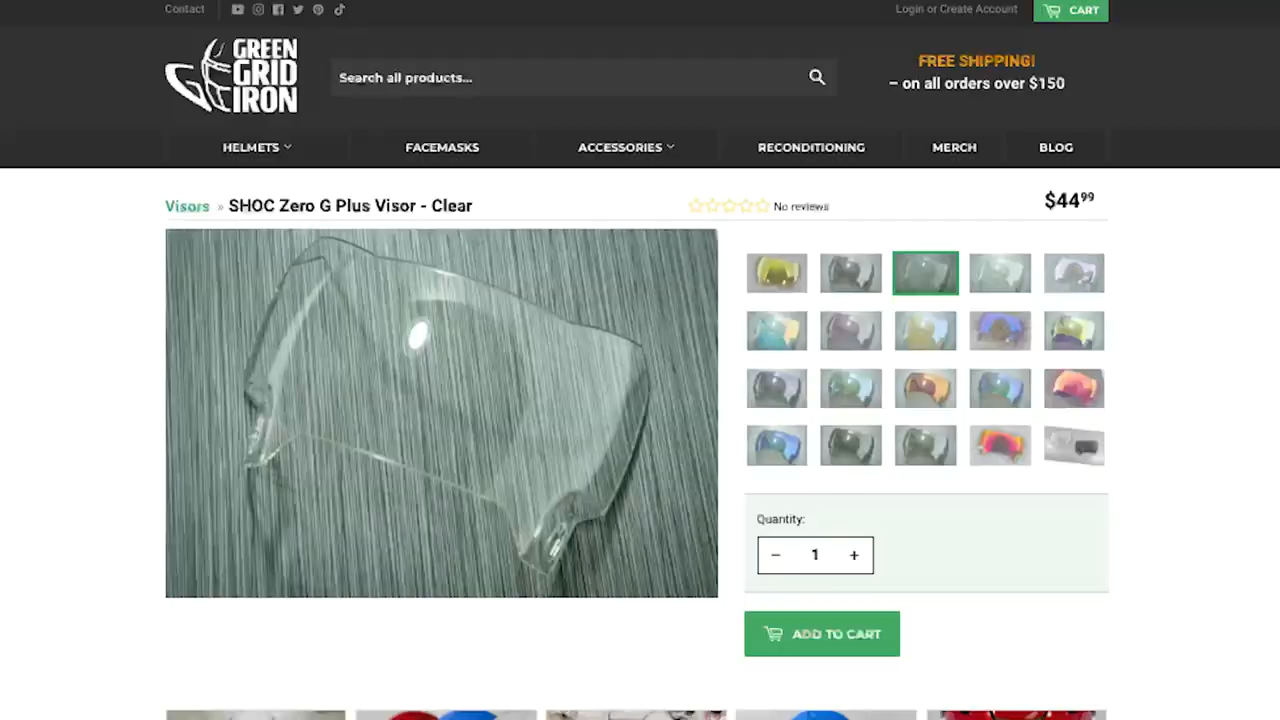 Contact
Login or Create Account
CART
GREEN
GRID
IRON
Search all products...
FREE SHIPPING!
– on all orders over $150
HELMETS
FACEMASKS
ACCESSORIES
RECONDITIONING
MERCH
BLOG
Visors » SHOC Zero G Plus Visor - Clear
No reviews
$44⁹⁹
Quantity:
− 1 +
ADD TO CART